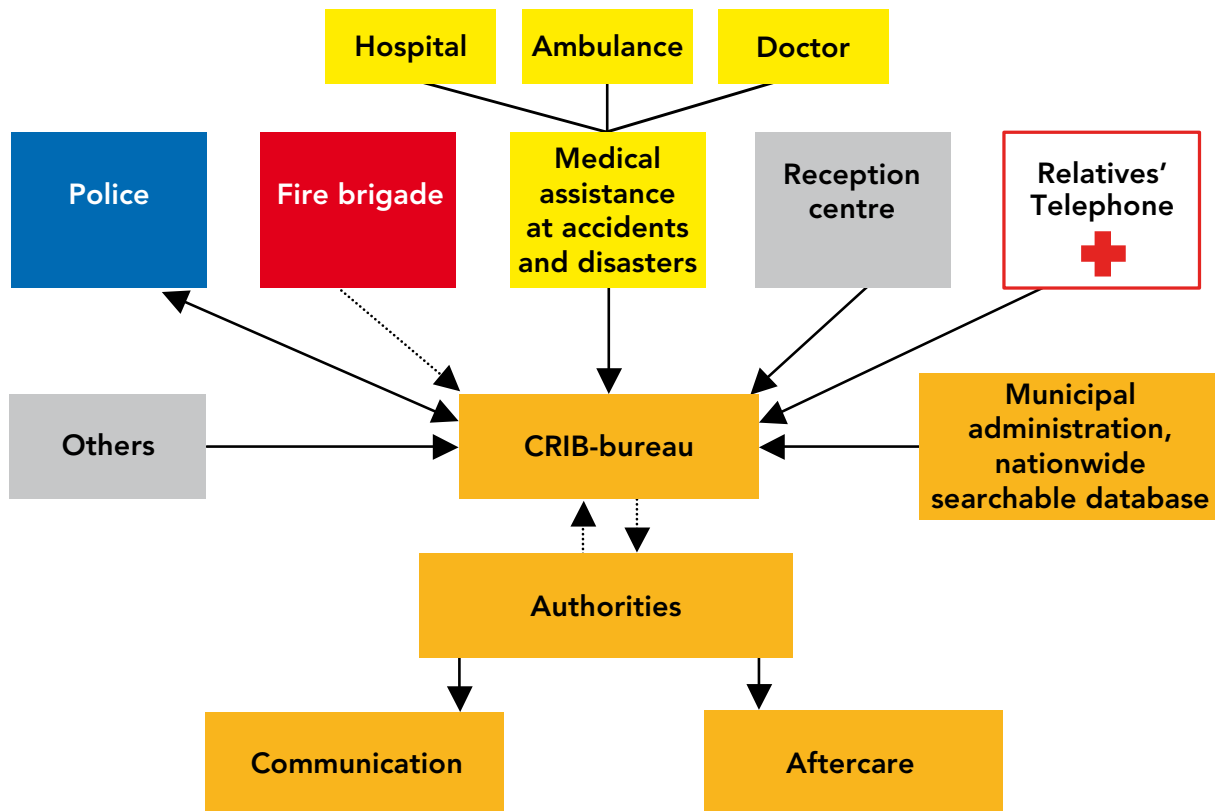 Hospital
Ambulance
Doctor
Police
Fire brigade
Medical
assistance
at accidents
and disasters
Reception
centre
Relatives’
Telephone
Others
CRIB-bureau
Municipal
administration,
nationwide
searchable database
Authorities
Communication
Aftercare